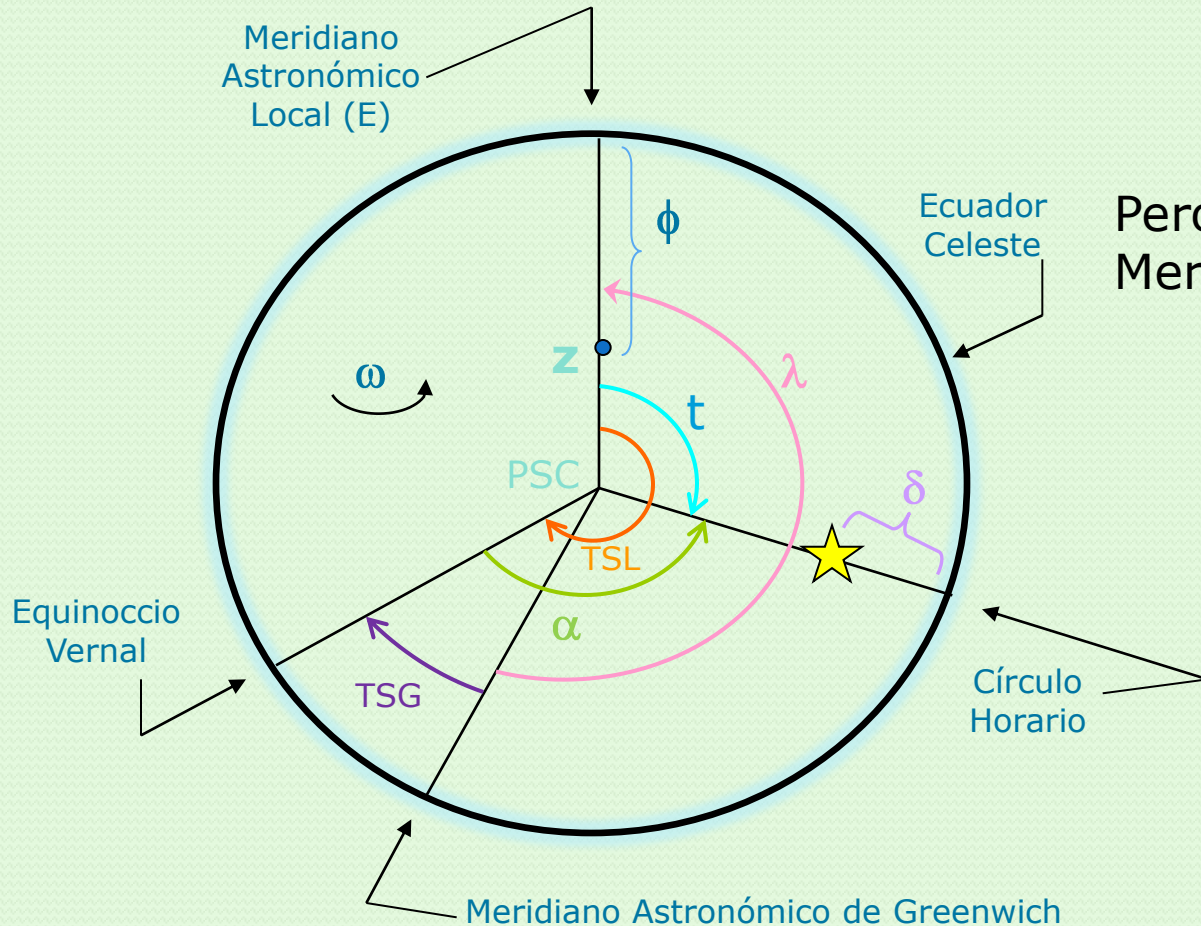 Meridiano
Astronómico
Local (E)
ϕ
Ecuador
Celeste
z
λ
ω
t
PSC
δ
TSL
α
Equinoccio
Vernal
TSG
Círculo
Horario
Meridiano Astronómico de Greenwich